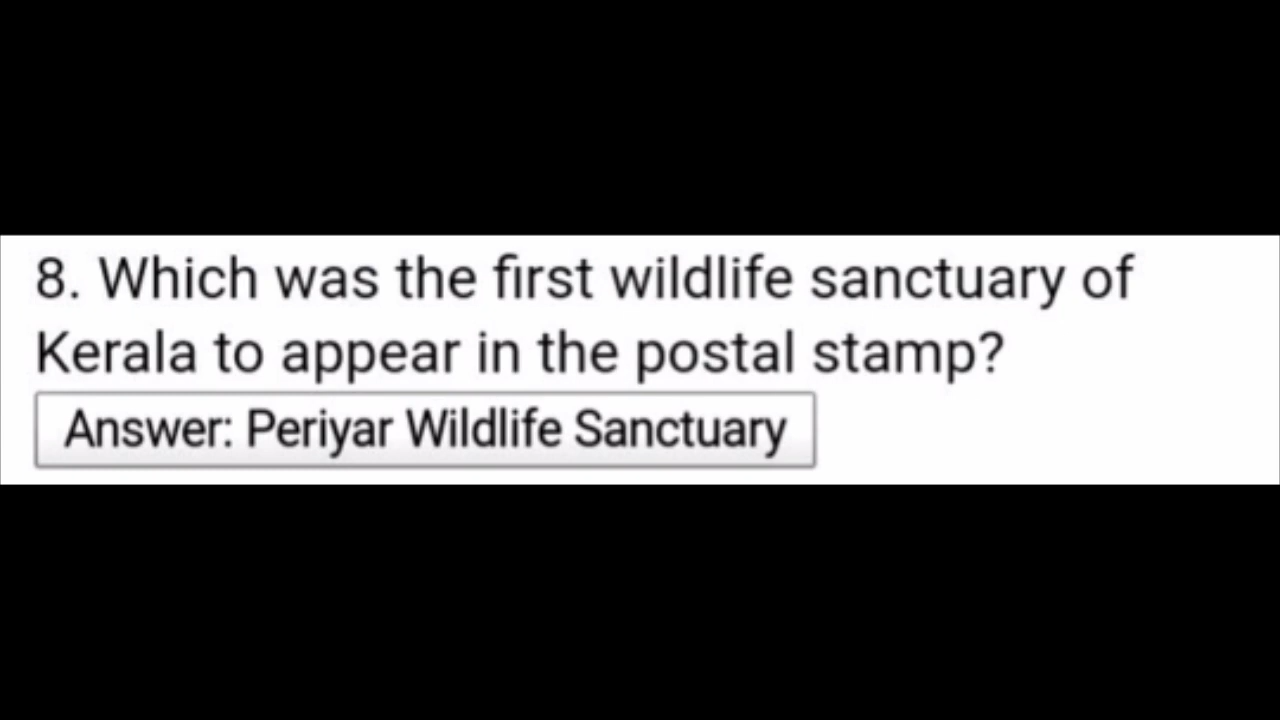 8. Which was the first wildlife sanctuary of
Kerala to appear in the postal stamp?
Answer: Periyar Wildlife Sanctuary